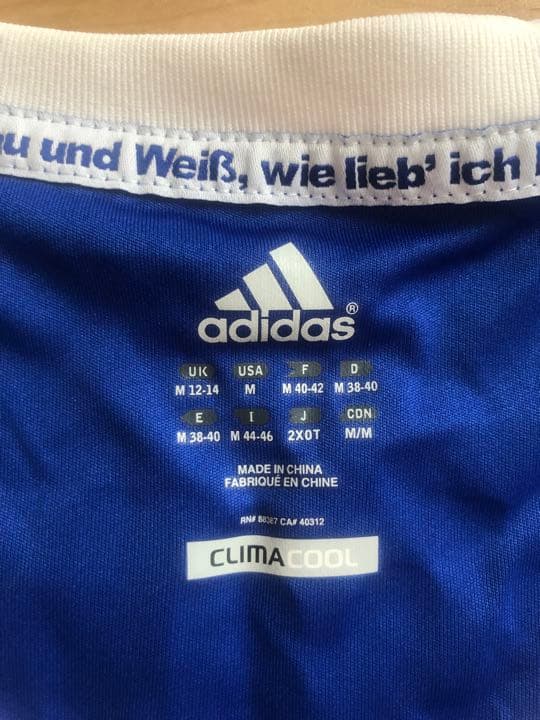 au und Weiß, wie lieb' ich
adidas®
UK USA F D
M 12-14 M M 40-42 M 38-40
E I J CDN
M 38-40 M 44-46 2XOT M/M
MADE IN CHINA
FABRIQUÉ EN CHINE
RN# 88387 CA# 40312
CLIMACOOL